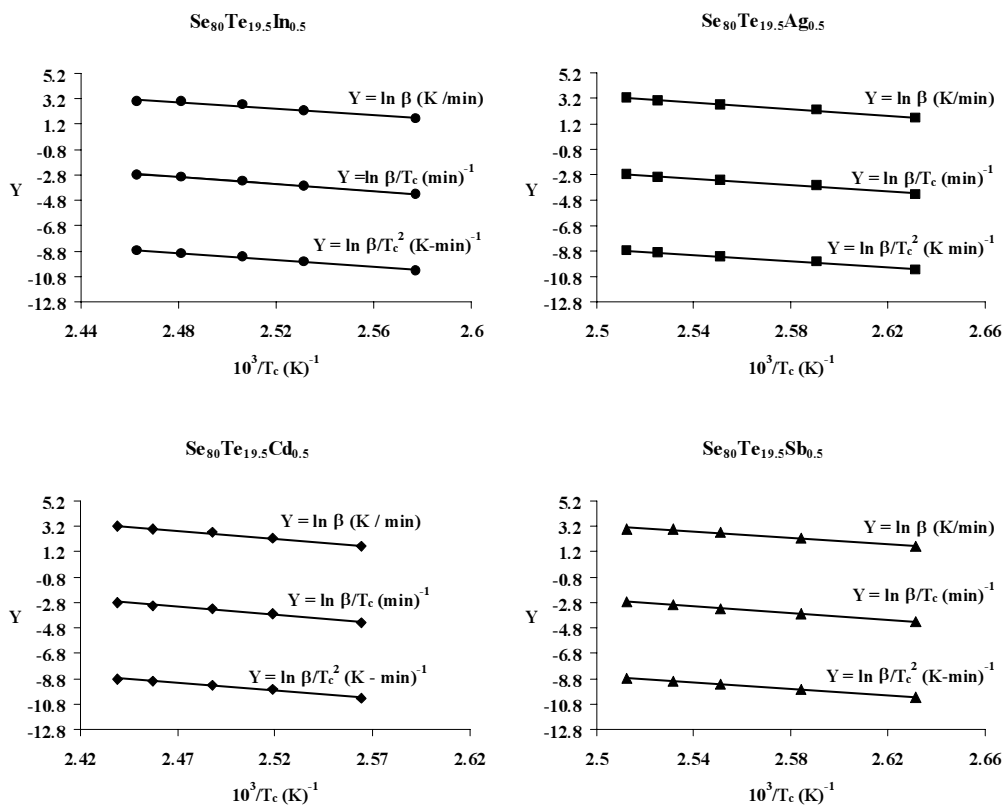 Se₈₀Te₁₉.₅In₀.₅
5.2
3.2
1.2
-0.8
-2.8
-4.8
-6.8
-8.8
-10.8
-12.8
Y
Y = ln β (K /min)
Y =ln β/Tc (min)⁻¹
Y = ln β/Tc² (K-min)⁻¹
2.44 2.48 2.52 2.56 2.6
10³/Tc (K)⁻¹
Se₈₀Te₁₉.₅Ag₀.₅
5.2
3.2
1.2
-0.8
-2.8
-4.8
-6.8
-8.8
-10.8
-12.8
Y
Y = ln β (K/min)
Y = ln β/Tc (min)⁻¹
Y = ln β/Tc² (K min)⁻¹
2.5 2.54 2.58 2.62 2.66
10³/Tc (K)⁻¹
Se₈₀Te₁₉.₅Cd₀.₅
5.2
3.2
1.2
-0.8
-2.8
-4.8
-6.8
-8.8
-10.8
-12.8
Y
Y = ln β (K / min)
Y = ln β/Tc (min)⁻¹
Y = ln β/Tc² (K - min)⁻¹
2.42 2.47 2.52 2.57 2.62
10³/Tc (K)⁻¹
Se₈₀Te₁₉.₅Sb₀.₅
5.2
3.2
1.2
-0.8
-2.8
-4.8
-6.8
-8.8
-10.8
-12.8
Y
Y = ln β (K/min)
Y = ln β/Tc (min)⁻¹
Y = ln β/Tc² (K-min)⁻¹
2.5 2.54 2.58 2.62 2.66
10³/Tc (K)⁻¹